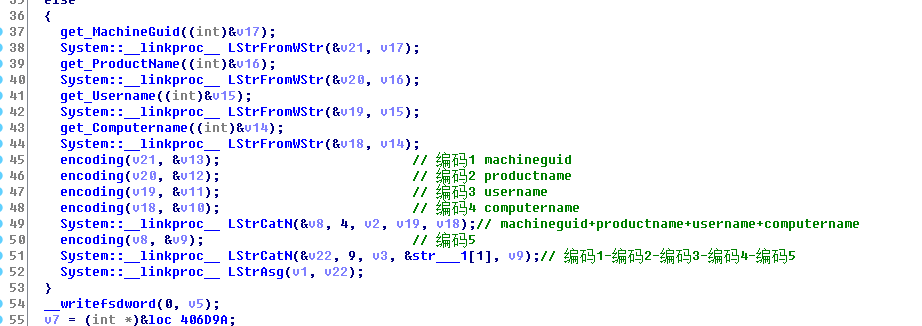 else
36 {
37 get_MachineGuid((int)&v17);
38 System::__linkproc__ LStrFromWStr(&v21, v17);
39 get_ProductName((int)&v16);
40 System::__linkproc__ LStrFromWStr(&v20, v16);
41 get_Username((int)&v15);
42 System::__linkproc__ LStrFromWStr(&v19, v15);
43 get_Computername((int)&v14);
44 System::__linkproc__ LStrFromWStr(&v18, v14);
45 encoding(v21, &v13); // 编码1 machineguid
46 encoding(v20, &v12); // 编码2 productname
47 encoding(v19, &v11); // 编码3 username
48 encoding(v18, &v10); // 编码4 computername
49 System::__linkproc__ LStrCatN(&v8, 4, v2, v19, v18);// machineguid+productname+username+computername
50 encoding(v8, &v9); // 编码5
51 System::__linkproc__ LStrCatN(&v22, 9, v3, &str___1[1], v9);// 编码1-编码2-编码3-编码4-编码5
52 System::__linkproc__ LStrAsg(v1, v22);
53 }
54 __writefsdword(0, v5);
55 v7 = (int *)&loc_406D9A;